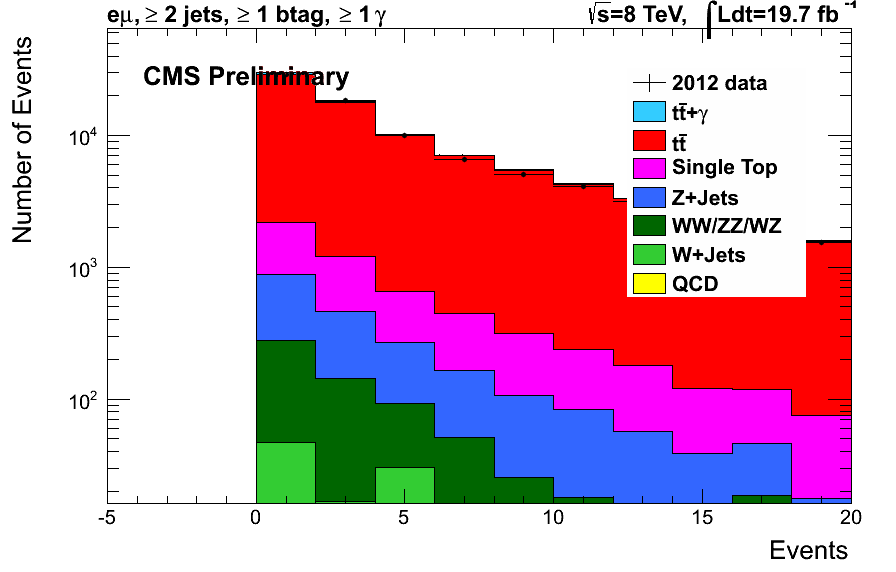 eμ, ≥ 2 jets, ≥ 1 btag, ≥ 1 γ
√s=8 TeV, ∫Ldt=19.7 fb⁻¹
CMS Preliminary
2012 data
tt̄+γ
tt̄
Single Top
Z+Jets
WW/ZZ/WZ
W+Jets
QCD
Number of Events
10⁴
10³
10²
-5 0 5 10 15 20
Events